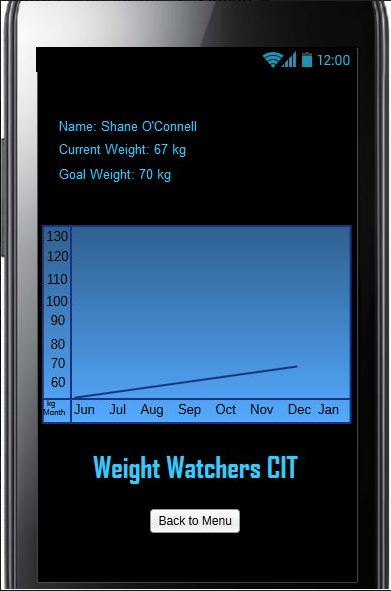 12:00
Name: Shane O'Connell
Current Weight: 67 kg
Goal Weight: 70 kg
130
120
110
100
90
80
70
60
kg
Month
Jun Jul Aug Sep Oct Nov Dec Jan
Weight Watchers CIT
Back to Menu